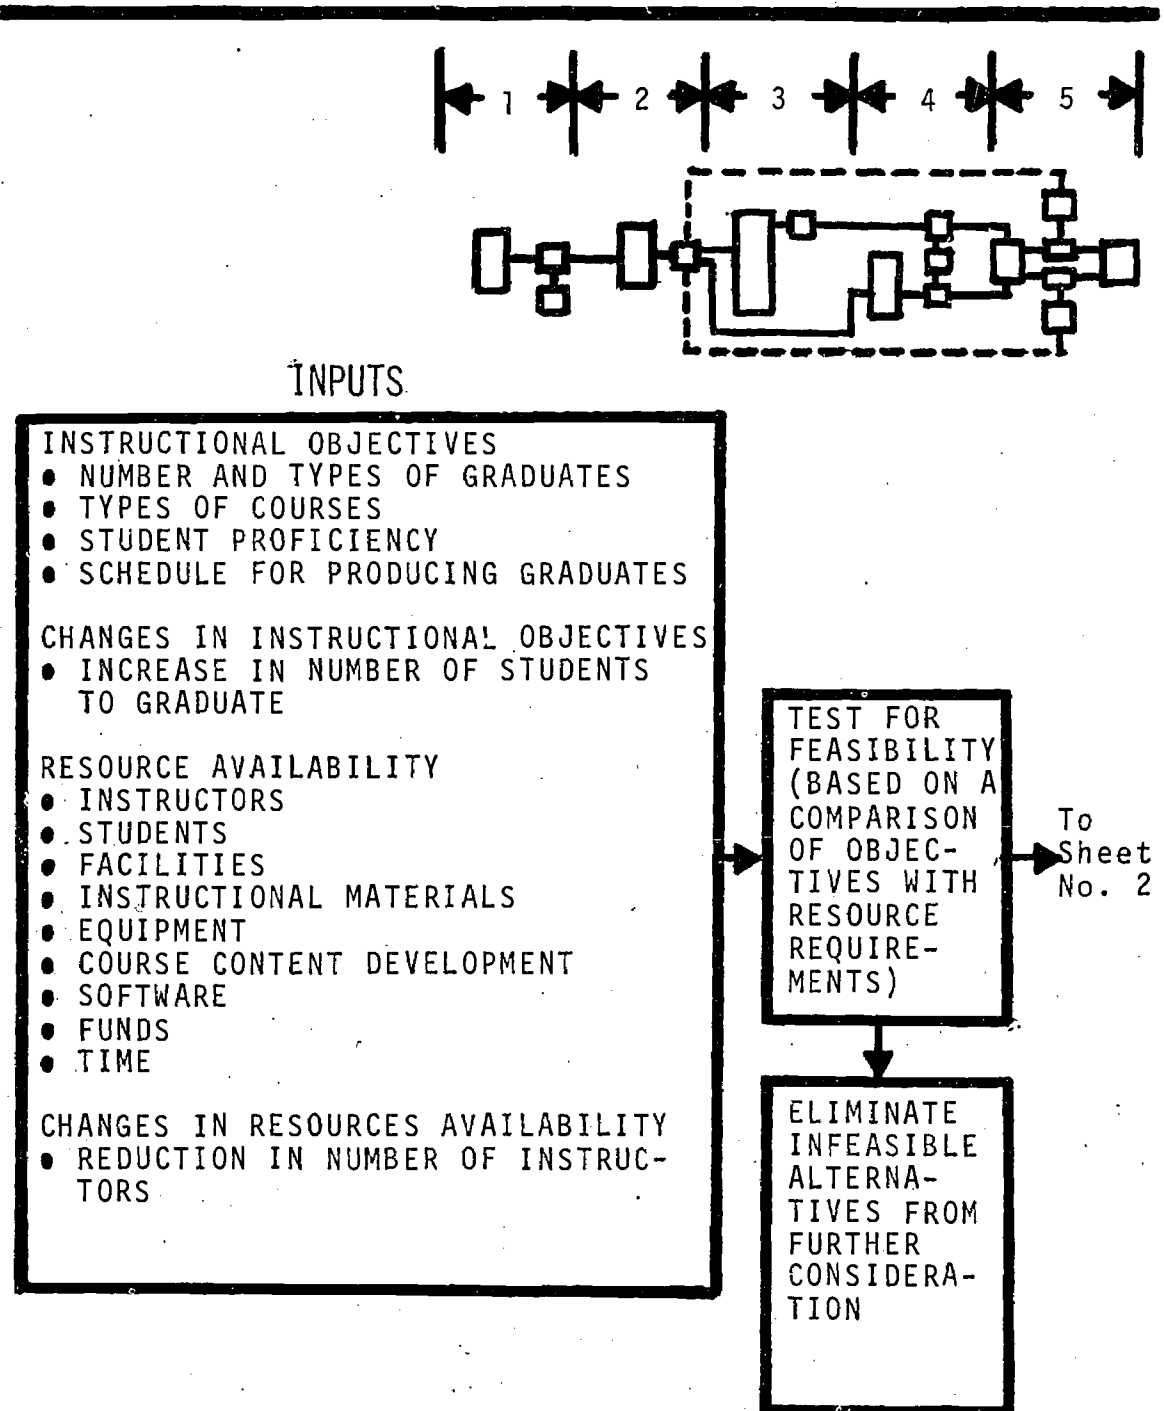 1 2 3 4 5
INPUTS
INSTRUCTIONAL OBJECTIVES
• NUMBER AND TYPES OF GRADUATES
• TYPES OF COURSES
• STUDENT PROFICIENCY
• SCHEDULE FOR PRODUCING GRADUATES
CHANGES IN INSTRUCTIONAL OBJECTIVES
• INCREASE IN NUMBER OF STUDENTS
TO GRADUATE
RESOURCE AVAILABILITY
• INSTRUCTORS
• STUDENTS
• FACILITIES
• INSTRUCTIONAL MATERIALS
• EQUIPMENT
• COURSE CONTENT DEVELOPMENT
• SOFTWARE
• FUNDS
• TIME
CHANGES IN RESOURCES AVAILABILITY
• REDUCTION IN NUMBER OF INSTRUC-
TORS
TEST FOR
FEASIBILITY
(BASED ON A
COMPARISON
OF OBJEC-
TIVES WITH
RESOURCE
REQUIRE-
MENTS)
To
Sheet
No. 2
ELIMINATE
INFEASIBLE
ALTERNA-
TIVES FROM
FURTHER
CONSIDERA-
TION